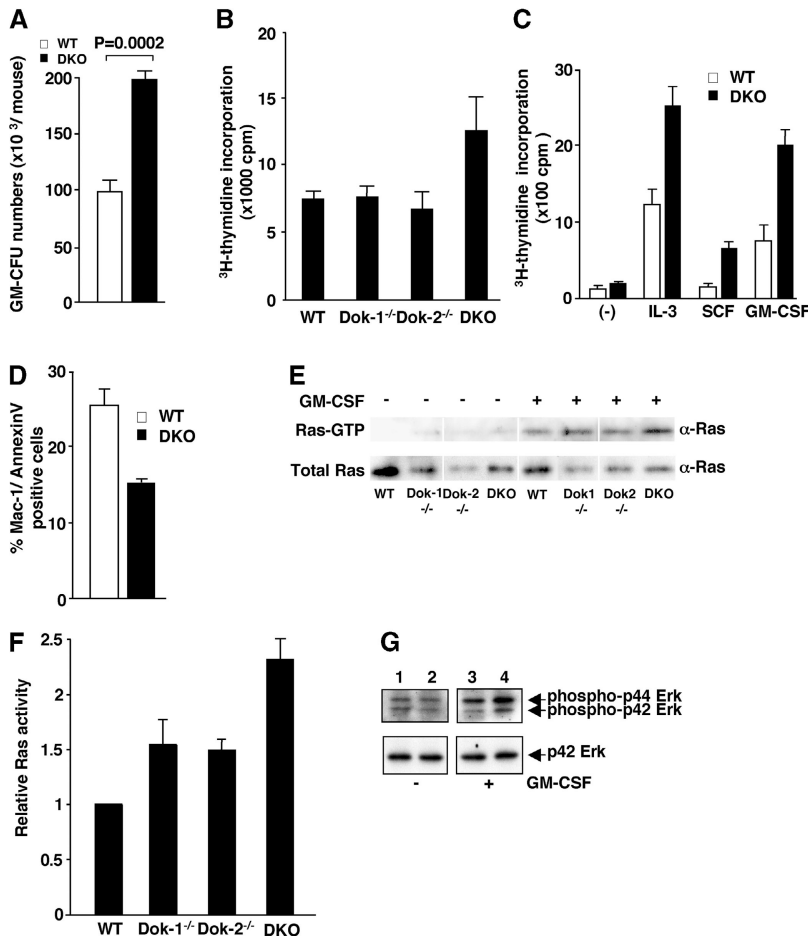 A
WT
DKO
P=0.0002
GM-CFU numbers (x10 3/ mouse)
200
150
100
50
0
B
3H-thymidine incorporation
(x1000 cpm)
20
15
10
5
0
WT Dok-1-/- Dok-2-/- DKO
C
3H-thymidine incorporation
(x100 cpm )
30
20
10
0
WT
DKO
(-) IL-3 SCF GM-CSF
D
% Mac-1/ AnnexinV
positive cells
30
20
10
0
WT
DKO
E
GM-CSF - - - - + + + +
Ras-GTP α-Ras
Total Ras α-Ras
WT Dok-1 Dok-2 DKO WT Dok1 Dok2 DKO
-/- -/- -/- -/-
F
Relative Ras activity
2.5
2
1.5
1
0.5
0
WT Dok-1-/- Dok-2-/- DKO
G
1 2 3 4
phospho-p44 Erk
phospho-p42 Erk
p42 Erk
- + GM-CSF